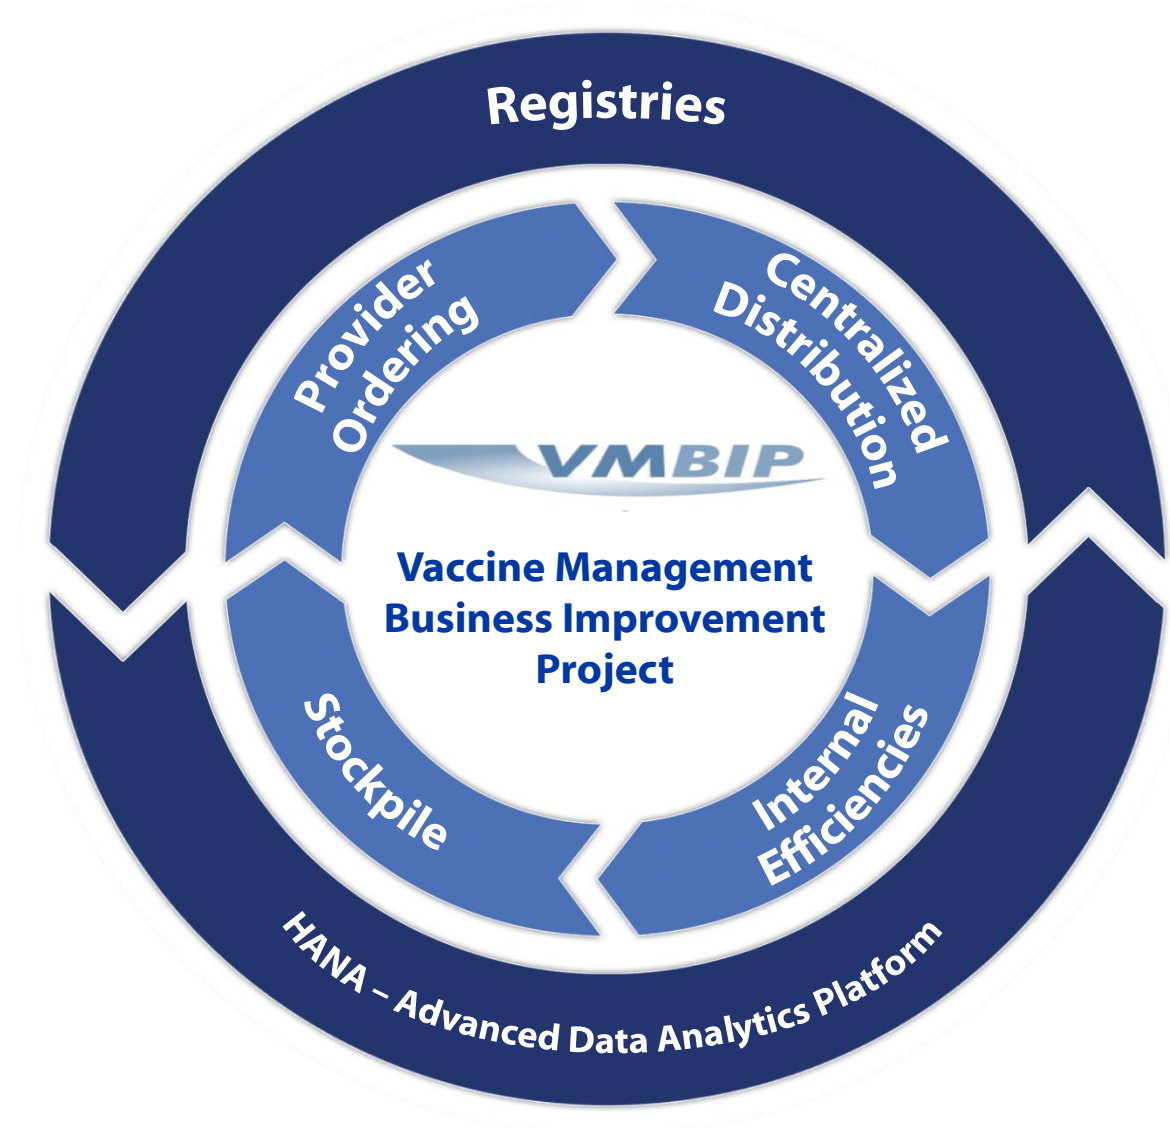 Registries
Provider
Ordering
Centralized
Distribution
VMBIP
Vaccine Management
Business Improvement
Project
Stockpile
Internal
Efficiencies
HANA – Advanced Data Analytics Platform